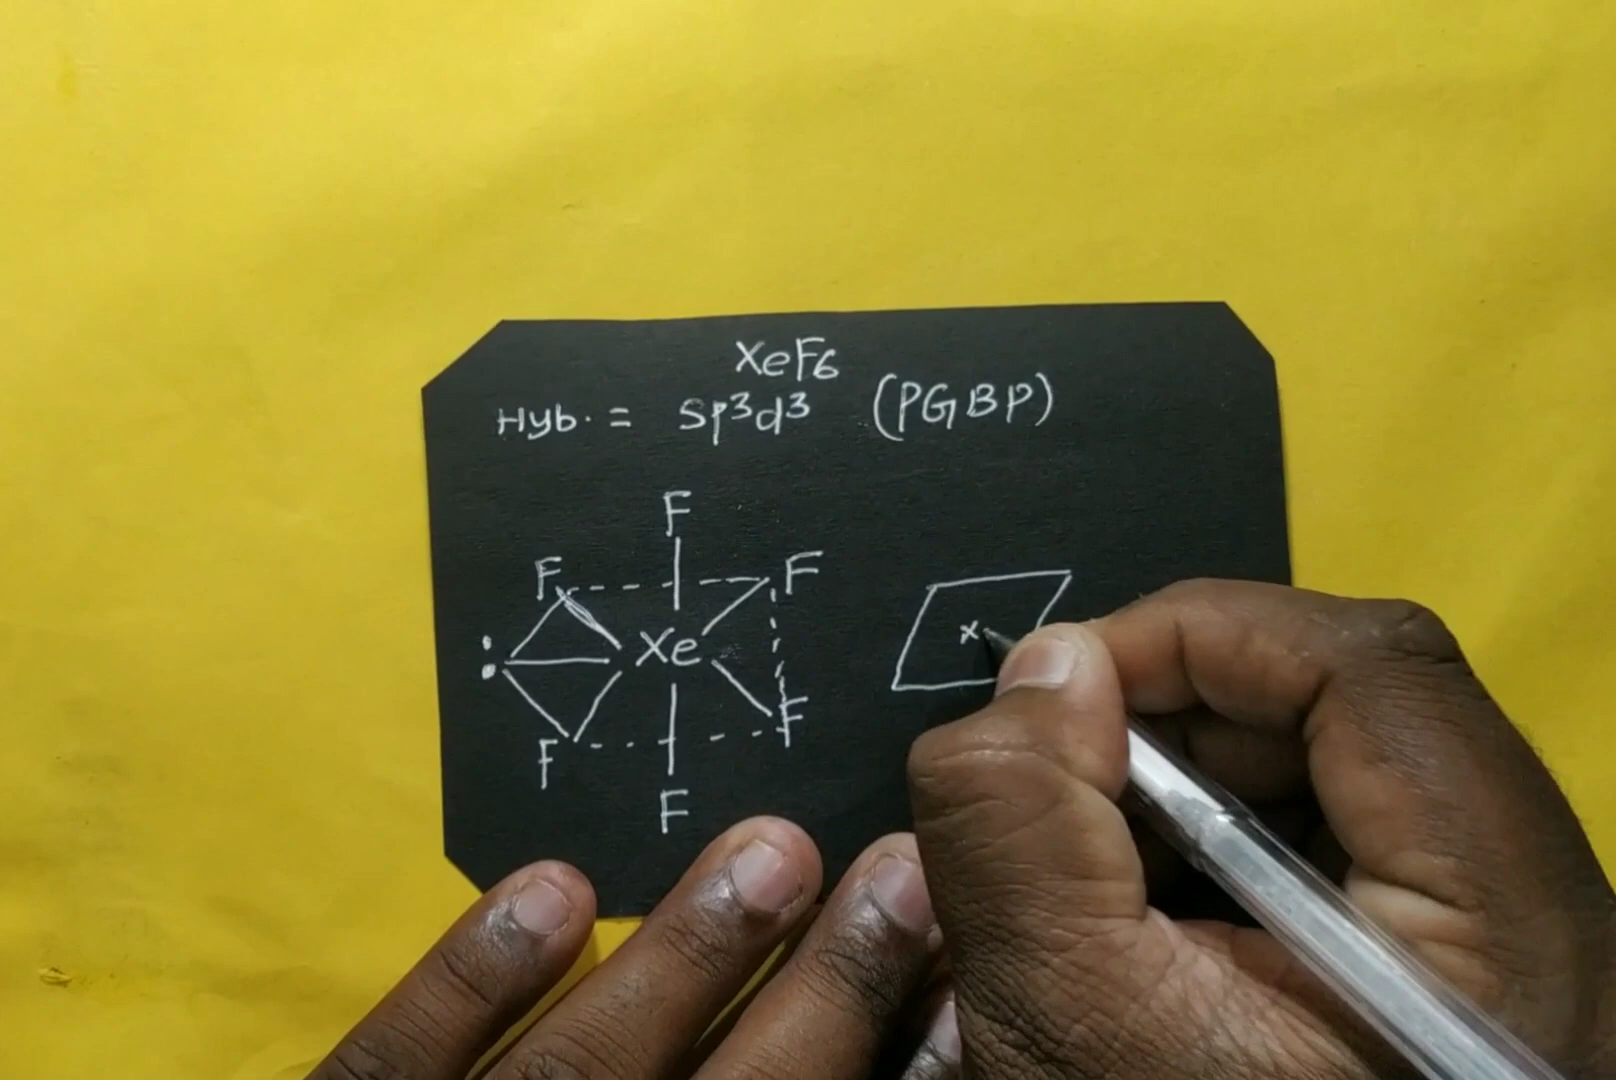 XeF6
Hyb. = Sp³d³ (PGBP)
F
F F
: Xe
F F
F
x